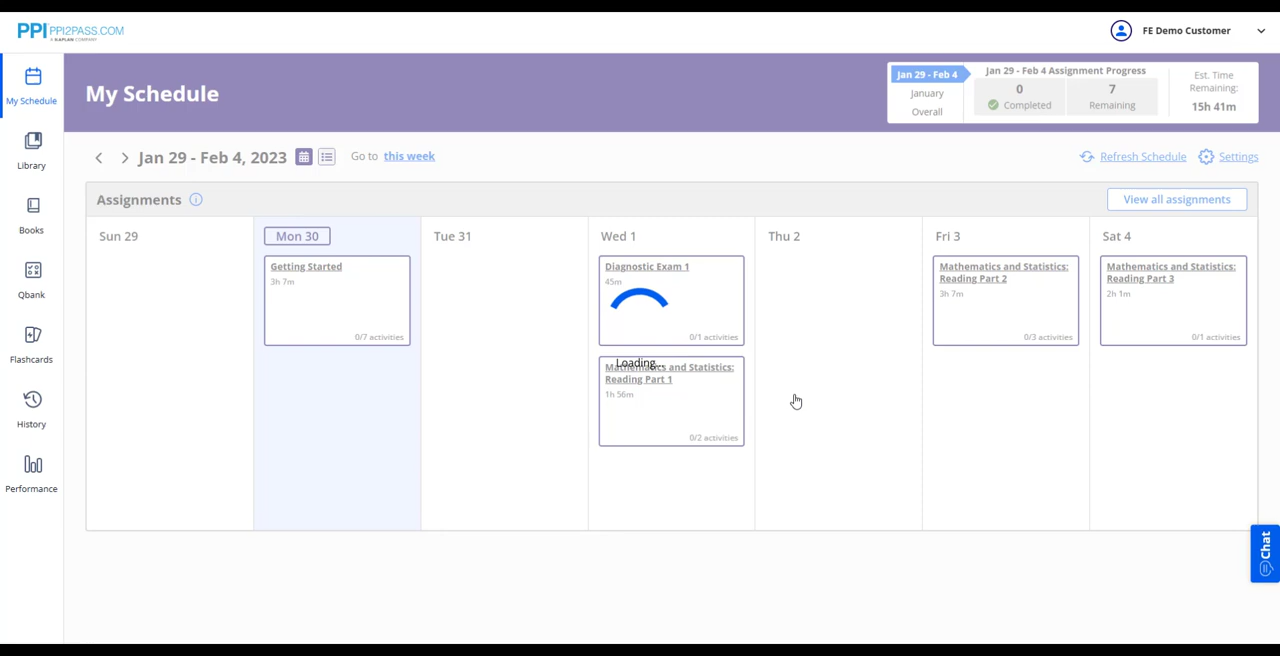 PPI PPI2PASS.COM
A KAPLAN COMPANY
FE Demo Customer
My Schedule
Library
Books
Qbank
Flashcards
History
Performance
My Schedule
Jan 29 - Feb 4
January
Overall
Jan 29 - Feb 4 Assignment Progress
0
Completed
7
Remaining
Est. Time
Remaining:
15h 41m
Jan 29 - Feb 4, 2023
Go to this week
Refresh Schedule
Settings
Assignments
View all assignments
Sun 29
Mon 30
Getting Started
3h 7m
0/7 activities
Tue 31
Wed 1
Diagnostic Exam 1
45m
0/1 activities
Loading...
Mathematics and Statistics:
Reading Part 1
1h 56m
0/2 activities
Thu 2
Fri 3
Mathematics and Statistics:
Reading Part 2
3h 7m
0/3 activities
Sat 4
Mathematics and Statistics:
Reading Part 3
2h 1m
0/1 activities
Chat